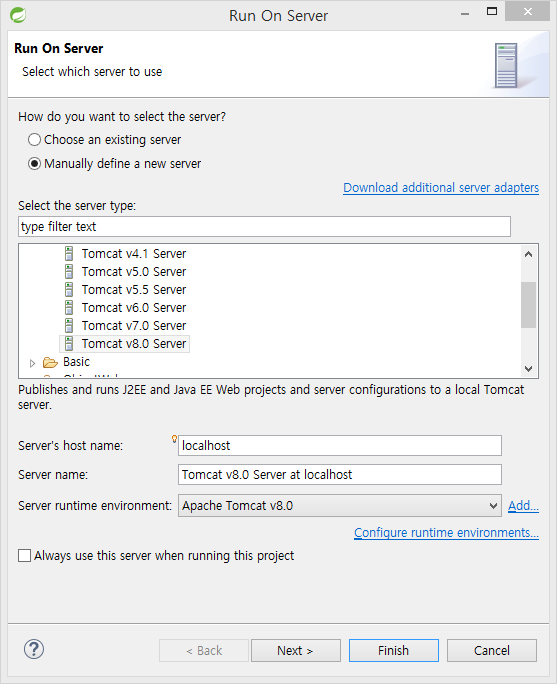 Run On Server
Run On Server
Select which server to use
How do you want to select the server?
Choose an existing server
Manually define a new server
Download additional server adapters
Select the server type:
type filter text
Tomcat v4.1 Server
Tomcat v5.0 Server
Tomcat v5.5 Server
Tomcat v6.0 Server
Tomcat v7.0 Server
Tomcat v8.0 Server
Basic
Publishes and runs J2EE and Java EE Web projects and server configurations to a local Tomcat
server.
Server's host name: localhost
Server name: Tomcat v8.0 Server at localhost
Server runtime environment: Apache Tomcat v8.0 Add...
Configure runtime environments...
Always use this server when running this project
? < Back Next > Finish Cancel